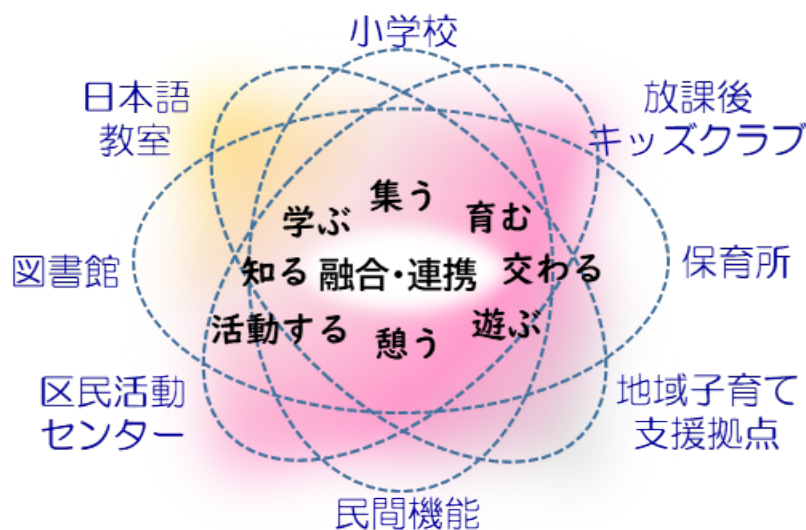 小学校
日本語
教室
放課後
キッズクラブ
集う
学ぶ
育む
図書館
知る
融合・連携
交わる
保育所
活動する
憩う
遊ぶ
区民活動
センター
地域子育て
支援拠点
民間機能